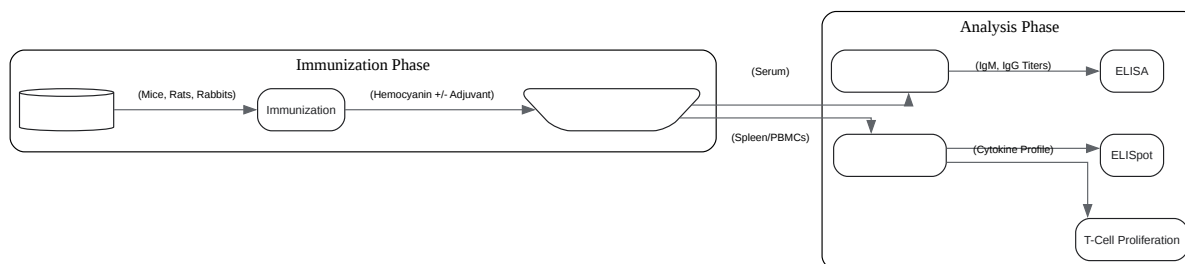 Analysis Phase
Immunization Phase
(Serum)
(IgM, IgG Titers)
ELISA
(Mice, Rats, Rabbits)
Immunization
(Hemocyanin +/- Adjuvant)
(Spleen/PBMCs)
(Cytokine Profile)
ELISpot
T-Cell Proliferation